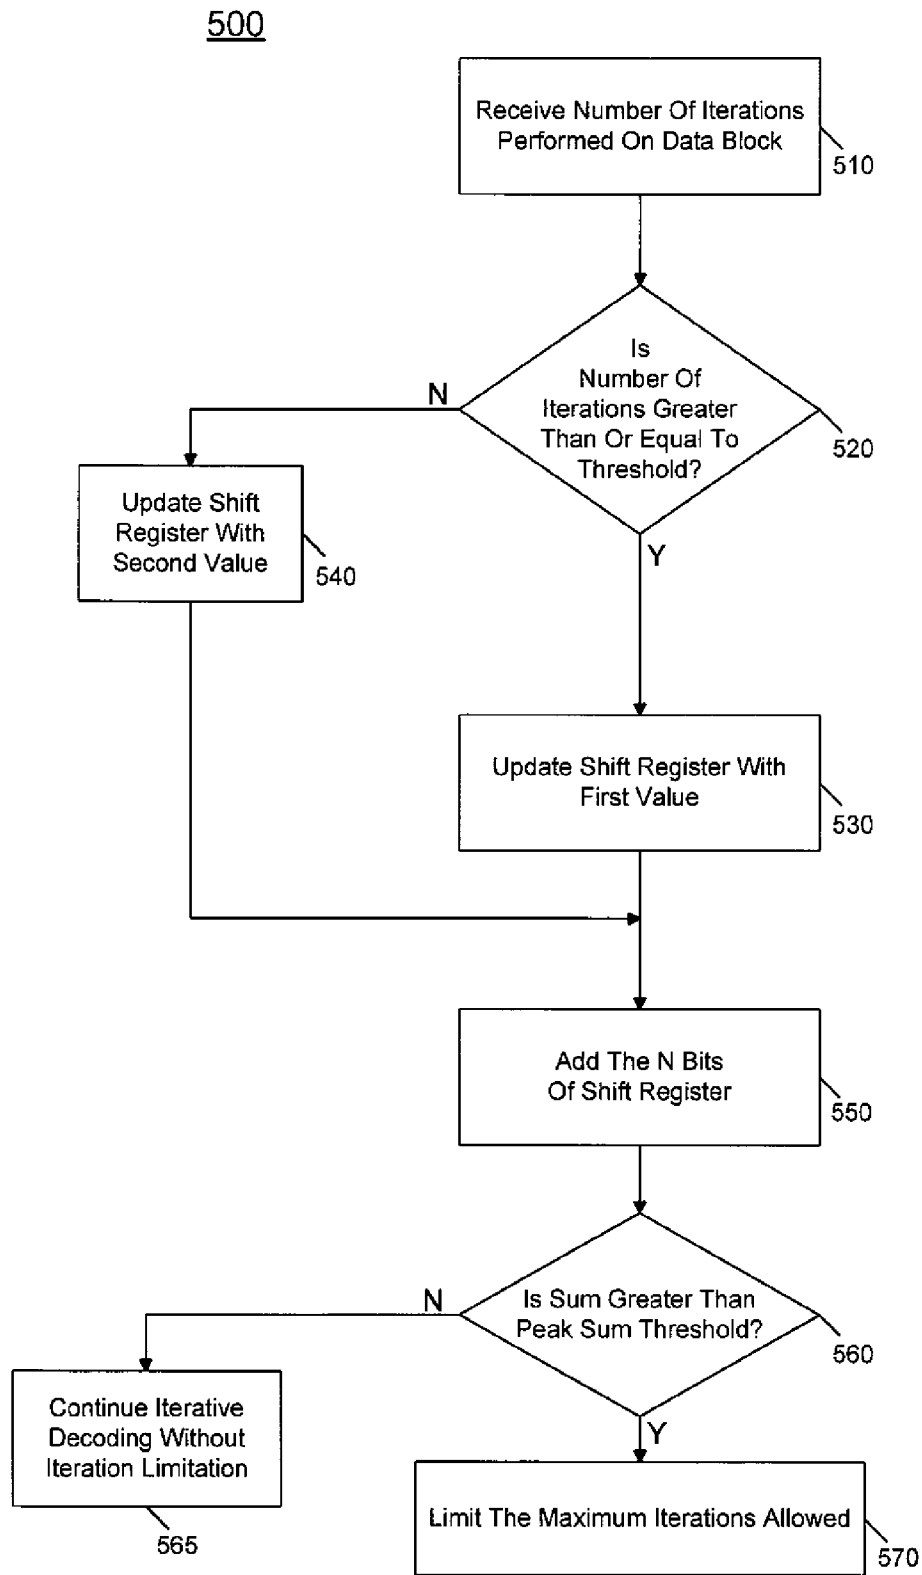 500
Receive Number Of Iterations
Performed On Data Block
510
Is
Number Of
Iterations Greater
Than Or Equal To
Threshold?
520
N
Y
Update Shift
Register With
Second Value
540
Update Shift Register With
First Value
530
Add The N Bits
Of Shift Register
550
Is Sum Greater Than
Peak Sum Threshold?
560
N
Y
Continue Iterative
Decoding Without
Iteration Limitation
565
Limit The Maximum Iterations Allowed
570